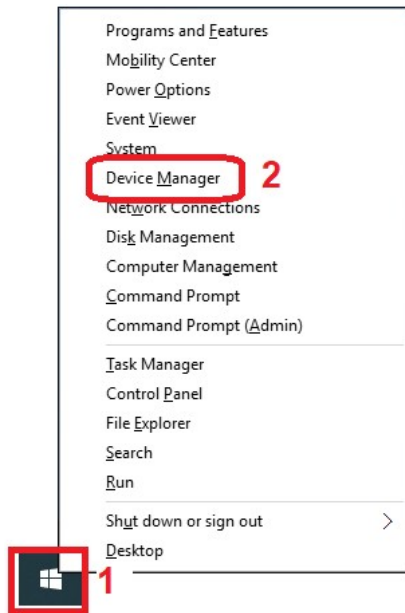 Programs and Features
Mobility Center
Power Options
Event Viewer
System
Device Manager 2
Network Connections
Disk Management
Computer Management
Command Prompt
Command Prompt (Admin)
Task Manager
Control Panel
File Explorer
Search
Run
Shut down or sign out
Desktop
1